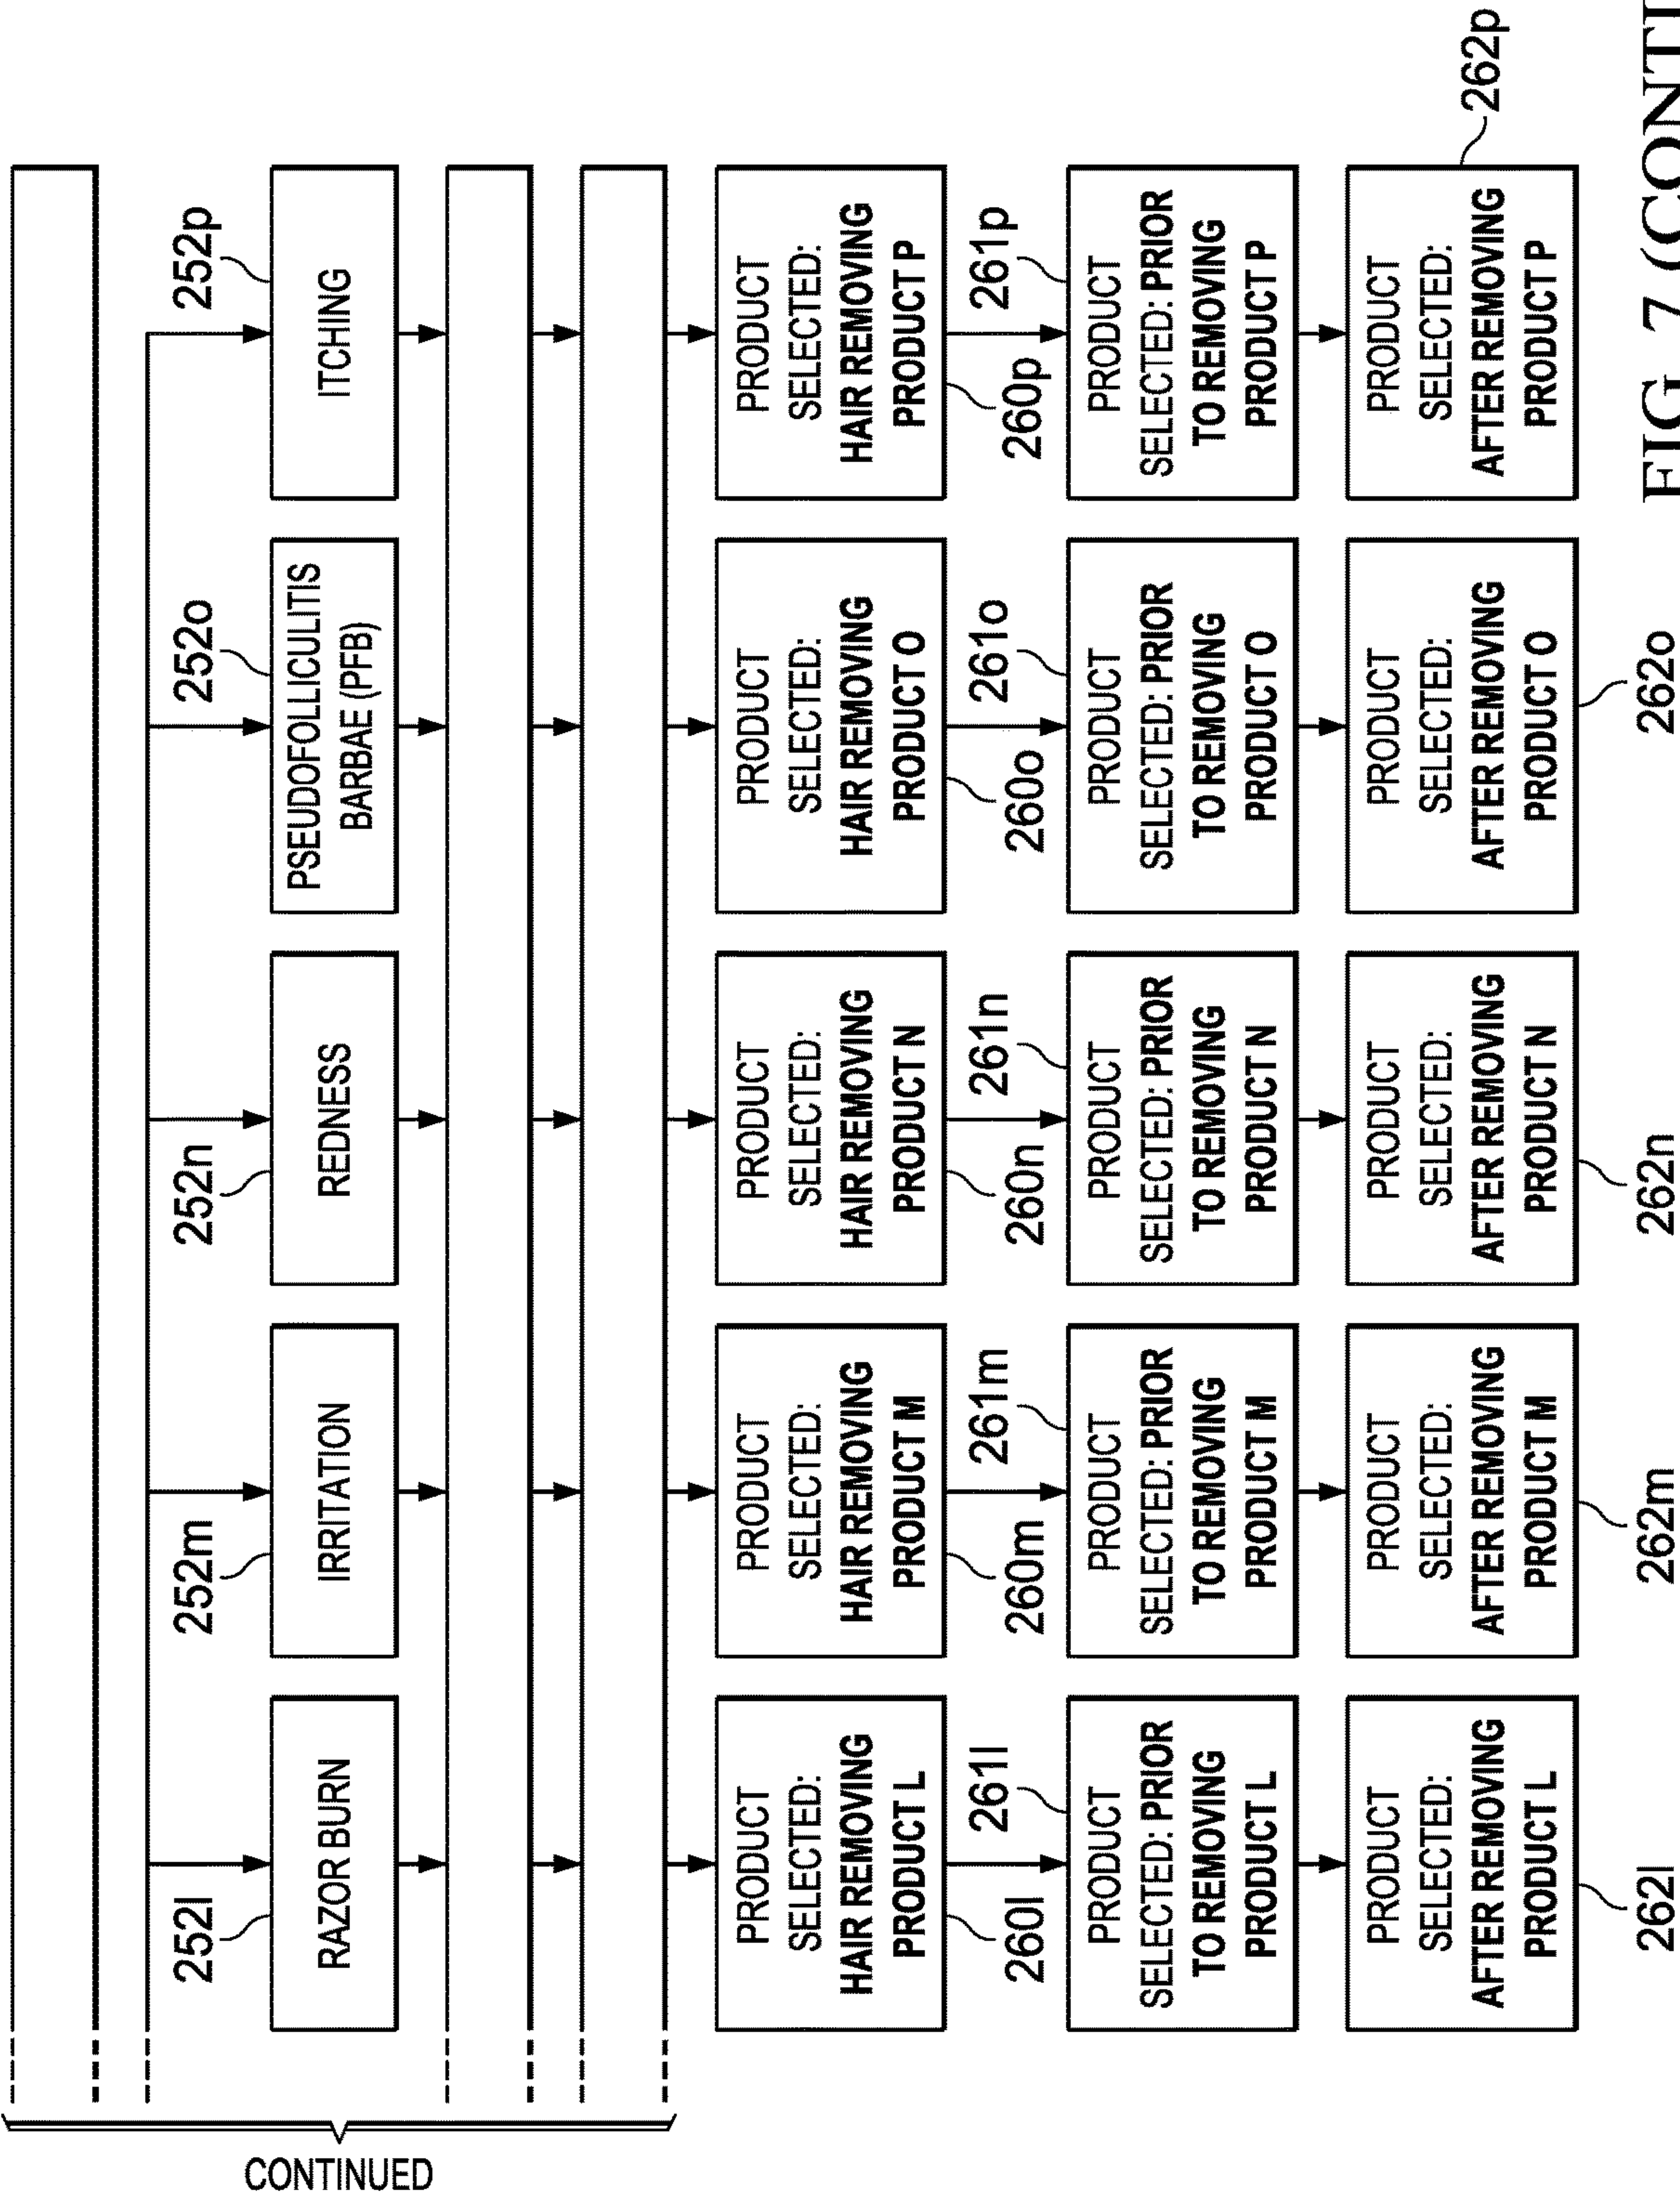 252l
252m
252n
252o
252p
RAZOR BURN
IRRITATION
REDNESS
PSEUDOFOLLICULITIS
BARBAE (PFB)
ITCHING
CONTINUED
PRODUCT
SELECTED:
HAIR REMOVING
PRODUCT L
PRODUCT
SELECTED:
HAIR REMOVING
PRODUCT M
PRODUCT
SELECTED:
HAIR REMOVING
PRODUCT N
PRODUCT
SELECTED:
HAIR REMOVING
PRODUCT O
PRODUCT
SELECTED:
HAIR REMOVING
PRODUCT P
260l
261l
260m
261m
260n
261n
260o
261o
260p
261p
PRODUCT
SELECTED: PRIOR
TO REMOVING
PRODUCT L
PRODUCT
SELECTED: PRIOR
TO REMOVING
PRODUCT M
PRODUCT
SELECTED: PRIOR
TO REMOVING
PRODUCT N
PRODUCT
SELECTED: PRIOR
TO REMOVING
PRODUCT O
PRODUCT
SELECTED: PRIOR
TO REMOVING
PRODUCT P
PRODUCT
SELECTED:
AFTER REMOVING
PRODUCT L
PRODUCT
SELECTED:
AFTER REMOVING
PRODUCT M
PRODUCT
SELECTED:
AFTER REMOVING
PRODUCT N
PRODUCT
SELECTED:
AFTER REMOVING
PRODUCT O
PRODUCT
SELECTED:
AFTER REMOVING
PRODUCT P
262l
262m
262n
262o
262p
FIG. 7 (CONTI